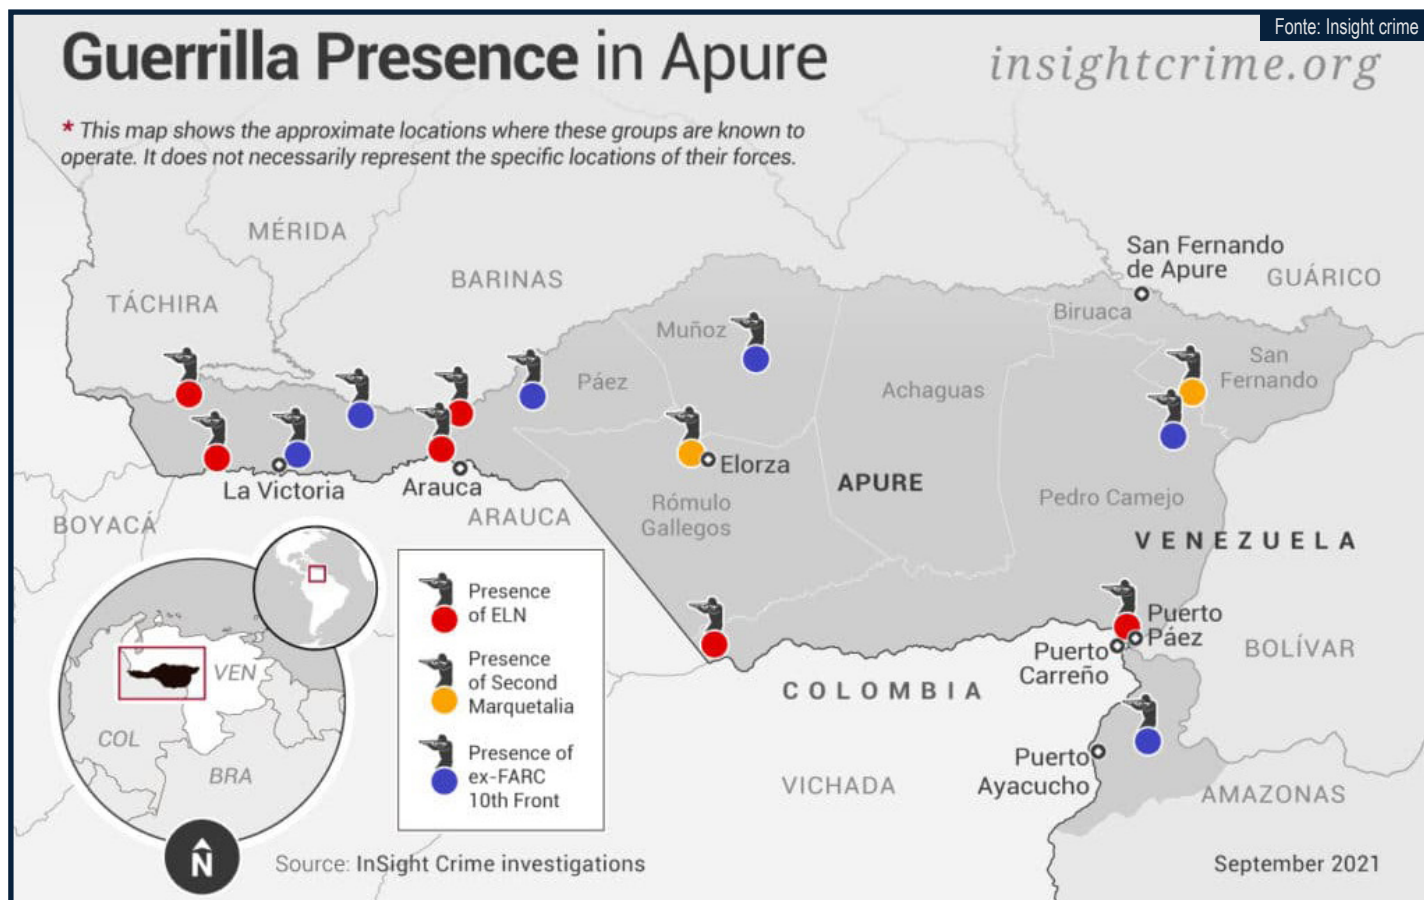 Fonte: Insight crime
Guerrilla Presence in Apure
insightcrime.org
* This map shows the approximate locations where these groups are known to
operate. It does not necessarily represent the specific locations of their forces.
MÉRIDA
BARINAS
TÁCHIRA
San Fernando
de Apure
GUÁRICO
Biruaca
Muñoz
Páez
Achaguas
San
Fernando
Elorza
APURE
Rómulo
Gallegos
Pedro Camejo
La Victoria
Arauca
ARAUCA
BOYACÁ
VENEZUELA
Presence
of ELN
Presence
of Second
Marquetalia
Presence of
ex-FARC
10th Front
VEN
COL
BRA
Puerto
Páez
Puerto
Carreño
BOLÍVAR
COLOMBIA
Puerto
Ayacucho
VICHADA
AMAZONAS
N
Source: InSight Crime investigations
September 2021